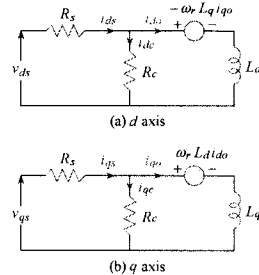 -ωr Lq iqo
Rs ids ido
+ -
idc
vds Rc Ld
(a) d axis
ωr Ld ido
Rs iqs iqo
+ -
iqc
vqs Rc Lq
(b) q axis